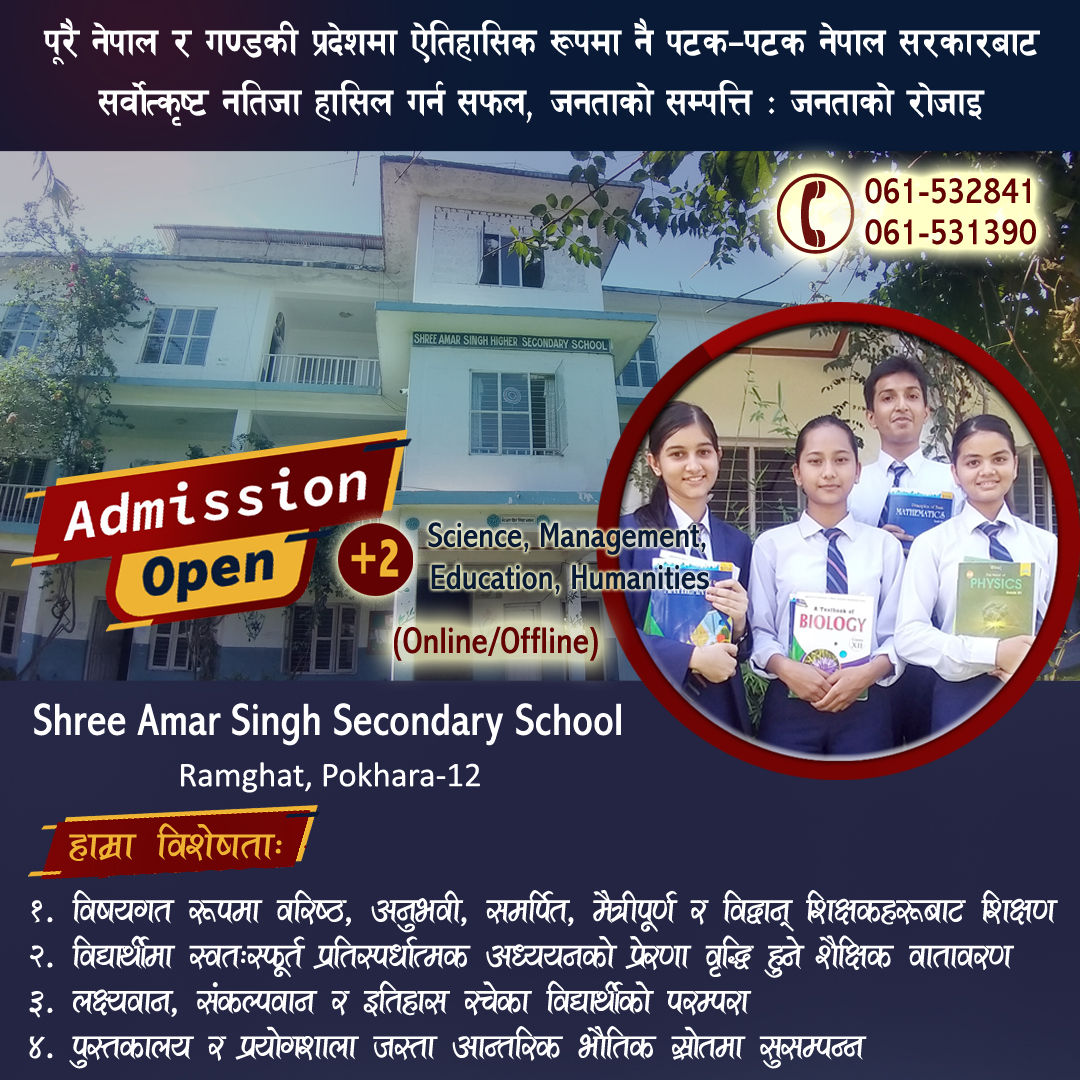 पूरै नेपाल र गण्डकी प्रदेशमा ऐतिहासिक रूपमा नै पटक-पटक नेपाल सरकारबाट
सर्वोत्कृष्ट नतिजा हासिल गर्न सफल, जनताको सम्पत्ति : जनताको रोजाइ
061-532841
061-531390
SHREE AMAR SINGH HIGHER SECONDARY SCHOOL
Admission
Open
+2
Science, Management,
Education, Humanities
(Online/Offline)
MATHEMATICS
A Textbook of
BIOLOGY
XII
PHYSICS
Shree Amar Singh Secondary School
Ramghat, Pokhara-12
हाम्रा विशेषताः
१. विषयगत रूपमा वरिष्ठ, अनुभवी, समर्पित, मैत्रीपूर्ण र विद्वान् शिक्षकहरूबाट शिक्षण
२. विद्यार्थीमा स्वतःस्फूर्त प्रतिस्पर्धात्मक अध्ययनको प्रेरणा वृद्धि हुने शैक्षिक वातावरण
३. लक्ष्यवान, संकल्पवान र इतिहास रचेका विद्यार्थीको परम्परा
४. पुस्तकालय र प्रयोगशाला जस्ता आन्तरिक भौतिक स्रोतमा सुसम्पन्न